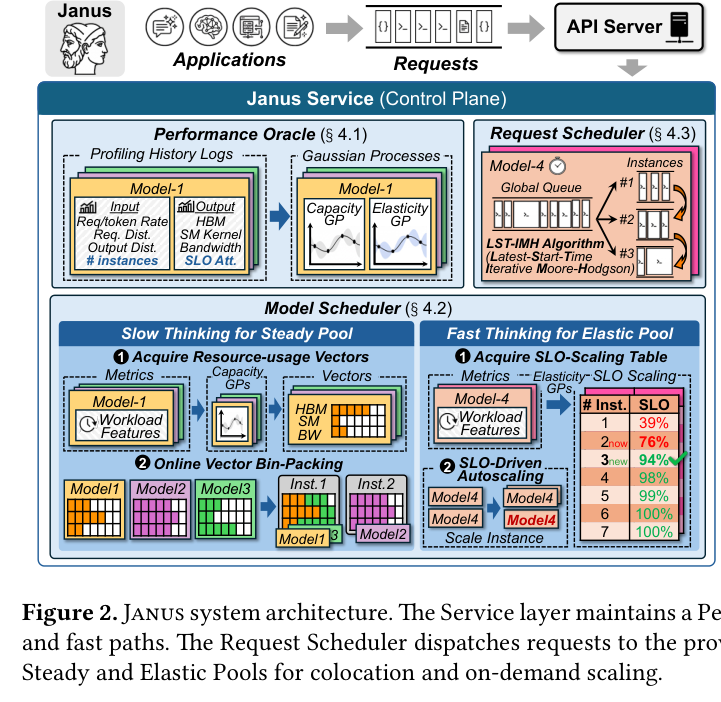 Janus
Applications
Requests
API Server
Janus Service (Control Plane)
Performance Oracle (§ 4.1)
Profiling History Logs
Model-1
Input
Req/token Rate
Req. Dist.
Output Dist.
# instances
Output
HBM
SM Kernel
Bandwidth
SLO Att.
Gaussian Processes
Model-1
Capacity
GP
Elasticity
GP
Request Scheduler (§ 4.3)
Model-4
Global Queue
Instances
#1
#2
#3
LST-IMH Algorithm
(Latest-Start-Time
Iterative Moore-Hodgson)
Model Scheduler (§ 4.2)
Slow Thinking for Steady Pool
1 Acquire Resource-usage Vectors
Metrics
Model-1
Workload
Features
Capacity
GPs
Vectors
HBM
SM
BW
2 Online Vector Bin-Packing
Model1
Model2
Model3
Inst.1
Model1
3
Inst.2
Model2
Fast Thinking for Elastic Pool
1 Acquire SLO-Scaling Table
Metrics
Model-4
Workload
Features
Elasticity
GPs
SLO Scaling
# Inst. SLO
1 39%
2now 76%
3new 94%
4 98%
5 99%
6 100%
7 100%
2 SLO-Driven
Autoscaling
Model4
Model4
Model4
Model4
Scale Instance
Figure 2. Janus system architecture. The Service layer maintains a Pe
and fast paths. The Request Scheduler dispatches requests to the prov
Steady and Elastic Pools for colocation and on-demand scaling.